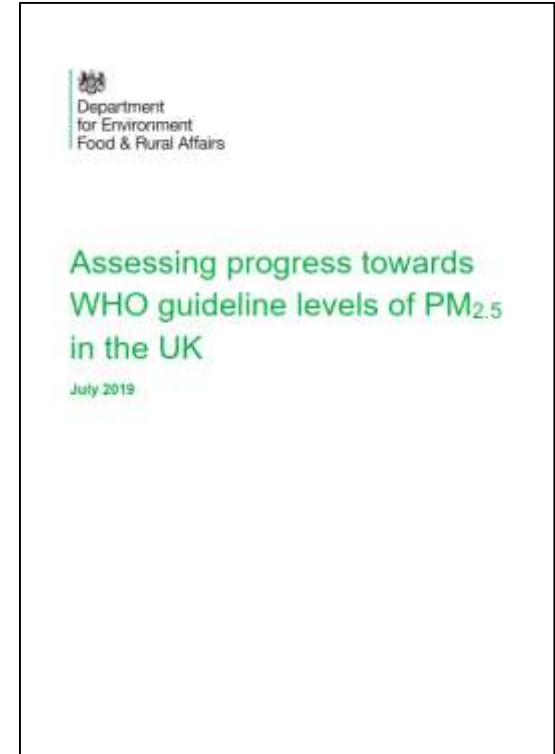 Department
for Environment
Food & Rural Affairs
Assessing progress towards
WHO guideline levels of PM2.5
in the UK
July 2019